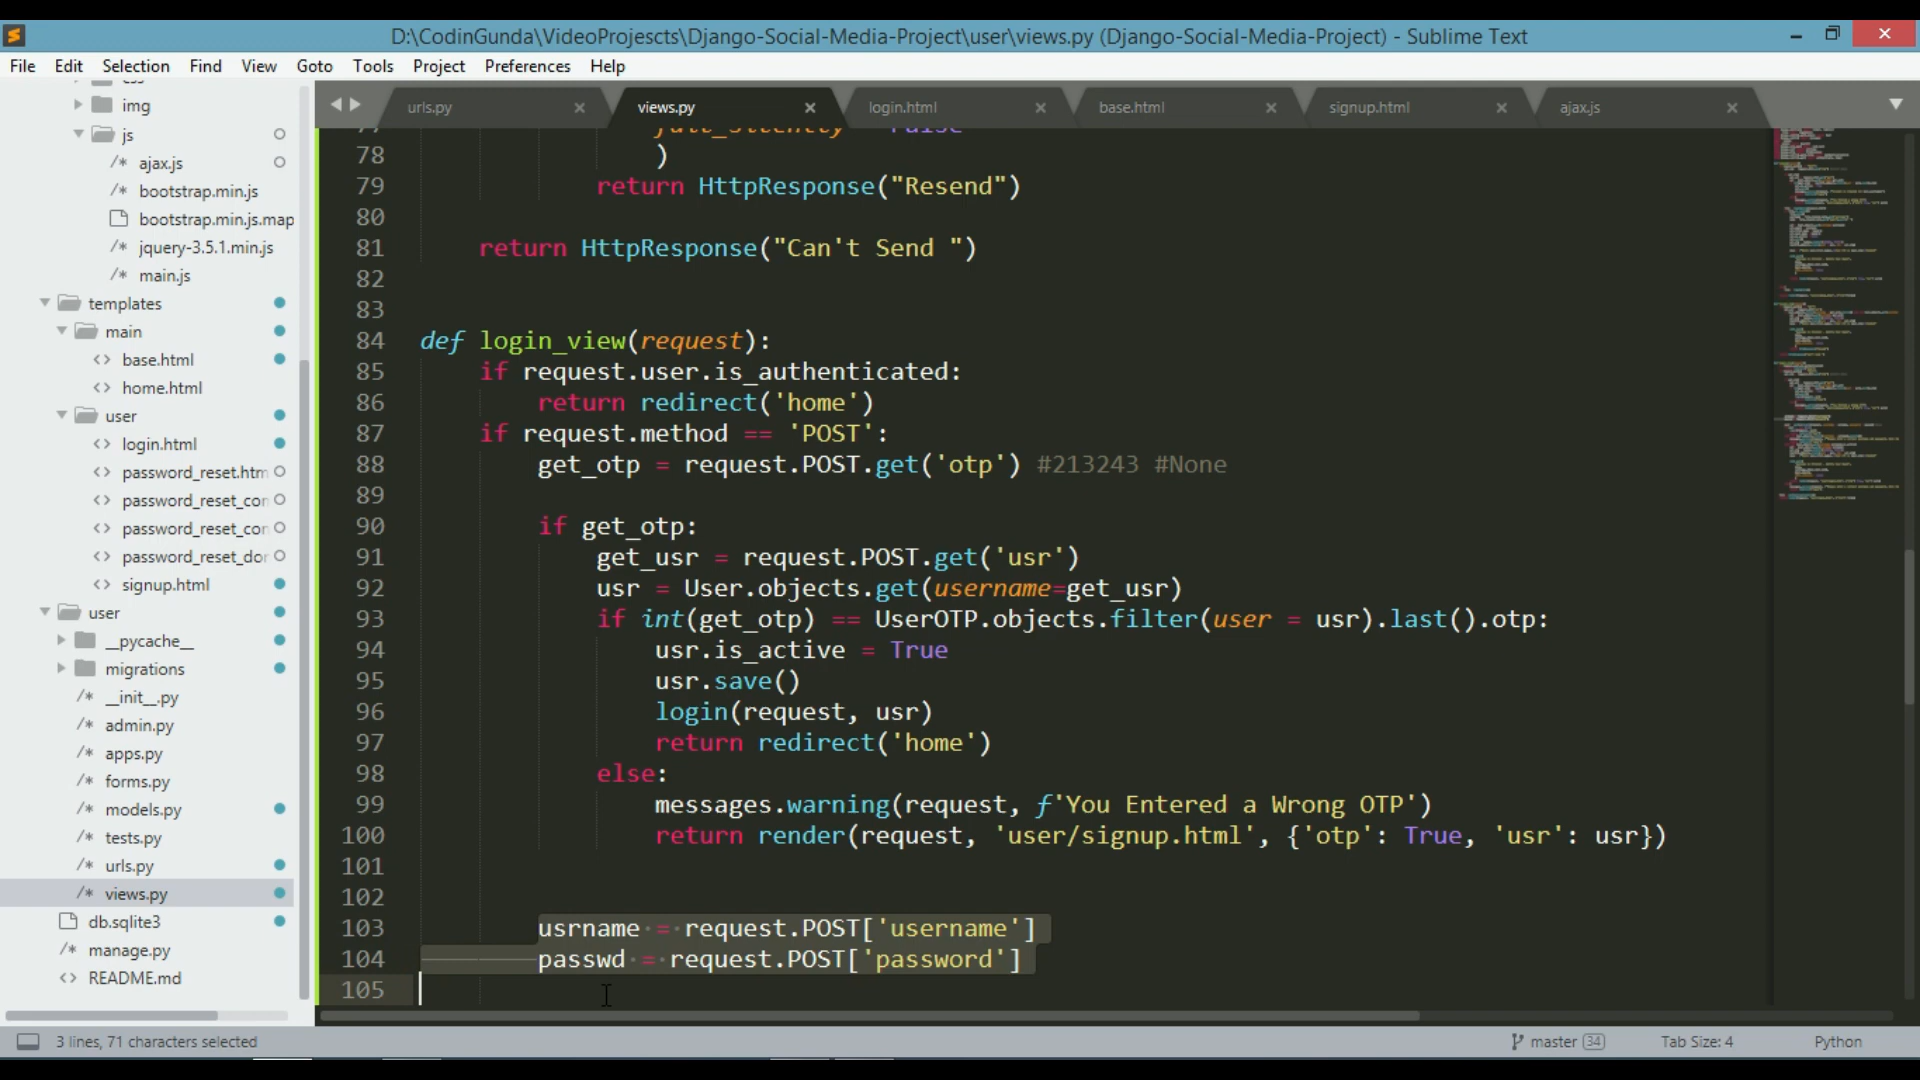 D:\CodinGunda\VideoProjescts\Django-Social-Media-Project\user\views.py (Django-Social-Media-Project) - Sublime Text
File Edit Selection Find View Goto Tools Project Preferences Help
urls.py views.py login.html base.html signup.html ajax.js
css
img
js
ajax.js
bootstrap.min.js
bootstrap.min.js.map
jquery-3.5.1.min.js
main.js
templates
main
base.html
home.html
user
login.html
password_reset.htm
password_reset_con
password_reset_con
password_reset_dor
signup.html
user
__pycache__
migrations
__init__.py
admin.py
apps.py
forms.py
models.py
tests.py
urls.py
views.py
db.sqlite3
manage.py
README.md
78 )
79 return HttpResponse("Resend")
80
81 return HttpResponse("Can't Send ")
82
83
84 def login_view(request):
85 if request.user.is_authenticated:
86 return redirect('home')
87 if request.method == 'POST':
88 get_otp = request.POST.get('otp') #213243 #None
89
90 if get_otp:
91 get_usr = request.POST.get('usr')
92 usr = User.objects.get(username=get_usr)
93 if int(get_otp) == UserOTP.objects.filter(user = usr).last().otp:
94 usr.is_active = True
95 usr.save()
96 login(request, usr)
97 return redirect('home')
98 else:
99 messages.warning(request, f'You Entered a Wrong OTP')
100 return render(request, 'user/signup.html', {'otp': True, 'usr': usr})
101
102
103 usrname = request.POST['username']
104 passwd = request.POST['password']
105
3 lines, 71 characters selected master 34 Tab Size: 4 Python